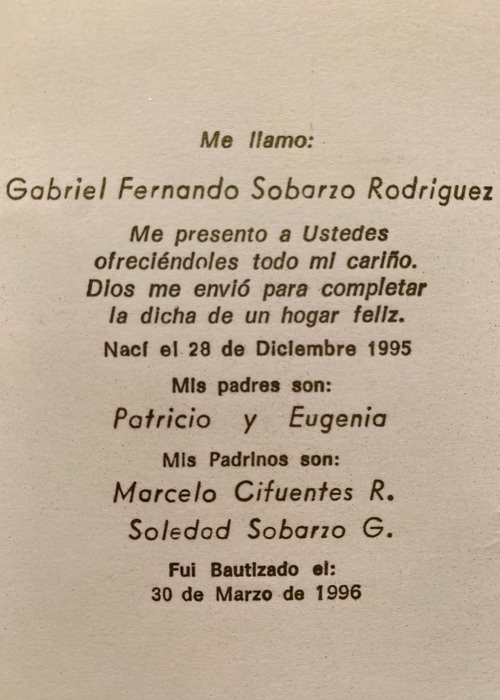 Me llamo:
Gabriel Fernando Sobarzo Rodríguez
Me presento a Ustedes
ofreciéndoles todo mi cariño.
Dios me envió para completar
la dicha de un hogar feliz.
Nací el 28 de Diciembre 1995
Mis padres son:
Patricio y Eugenia
Mis Padrinos son:
Marcelo Cifuentes R.
Soledad Sobarzo G.
Fui Bautizado el:
30 de Marzo de 1996